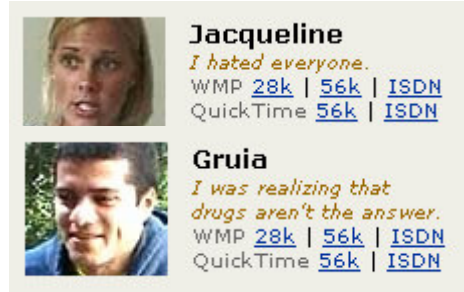 Jacqueline
I hated everyone.
WMP 28k | 56k | ISDN
QuickTime 56k | ISDN
Gruia
I was realizing that
drugs aren't the answer.
WMP 28k | 56k | ISDN
QuickTime 56k | ISDN